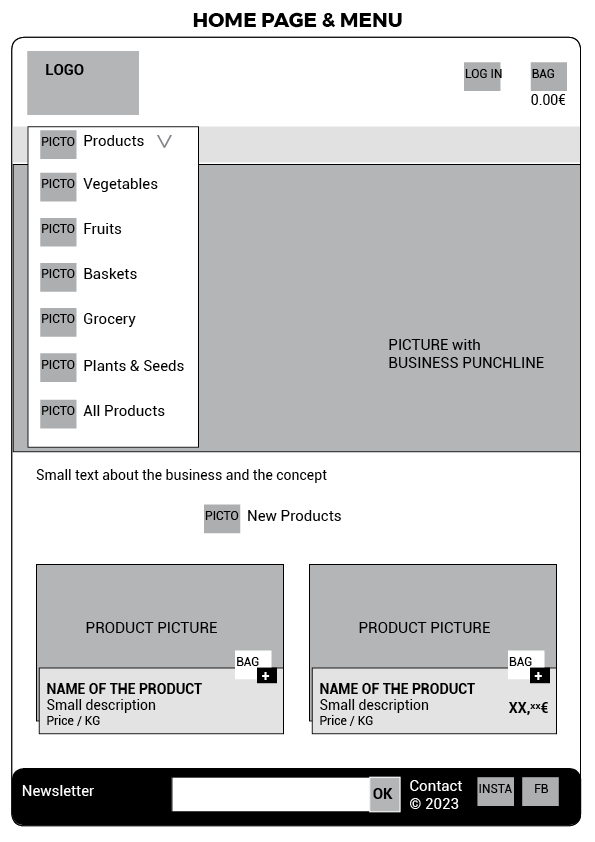 HOME PAGE & MENU
LOGO
LOG IN
BAG
0.00€
PICTO Products
PICTO Vegetables
PICTO Fruits
PICTO Baskets
PICTO Grocery
PICTO Plants & Seeds
PICTO All Products
PICTURE with
BUSINESS PUNCHLINE
Small text about the business and the concept
PICTO New Products
PRODUCT PICTURE
BAG
+
NAME OF THE PRODUCT
Small description
Price / KG
PRODUCT PICTURE
BAG
+
NAME OF THE PRODUCT
Small description
XX,xx€
Price / KG
Newsletter
OK
Contact
© 2023
INSTA
FB